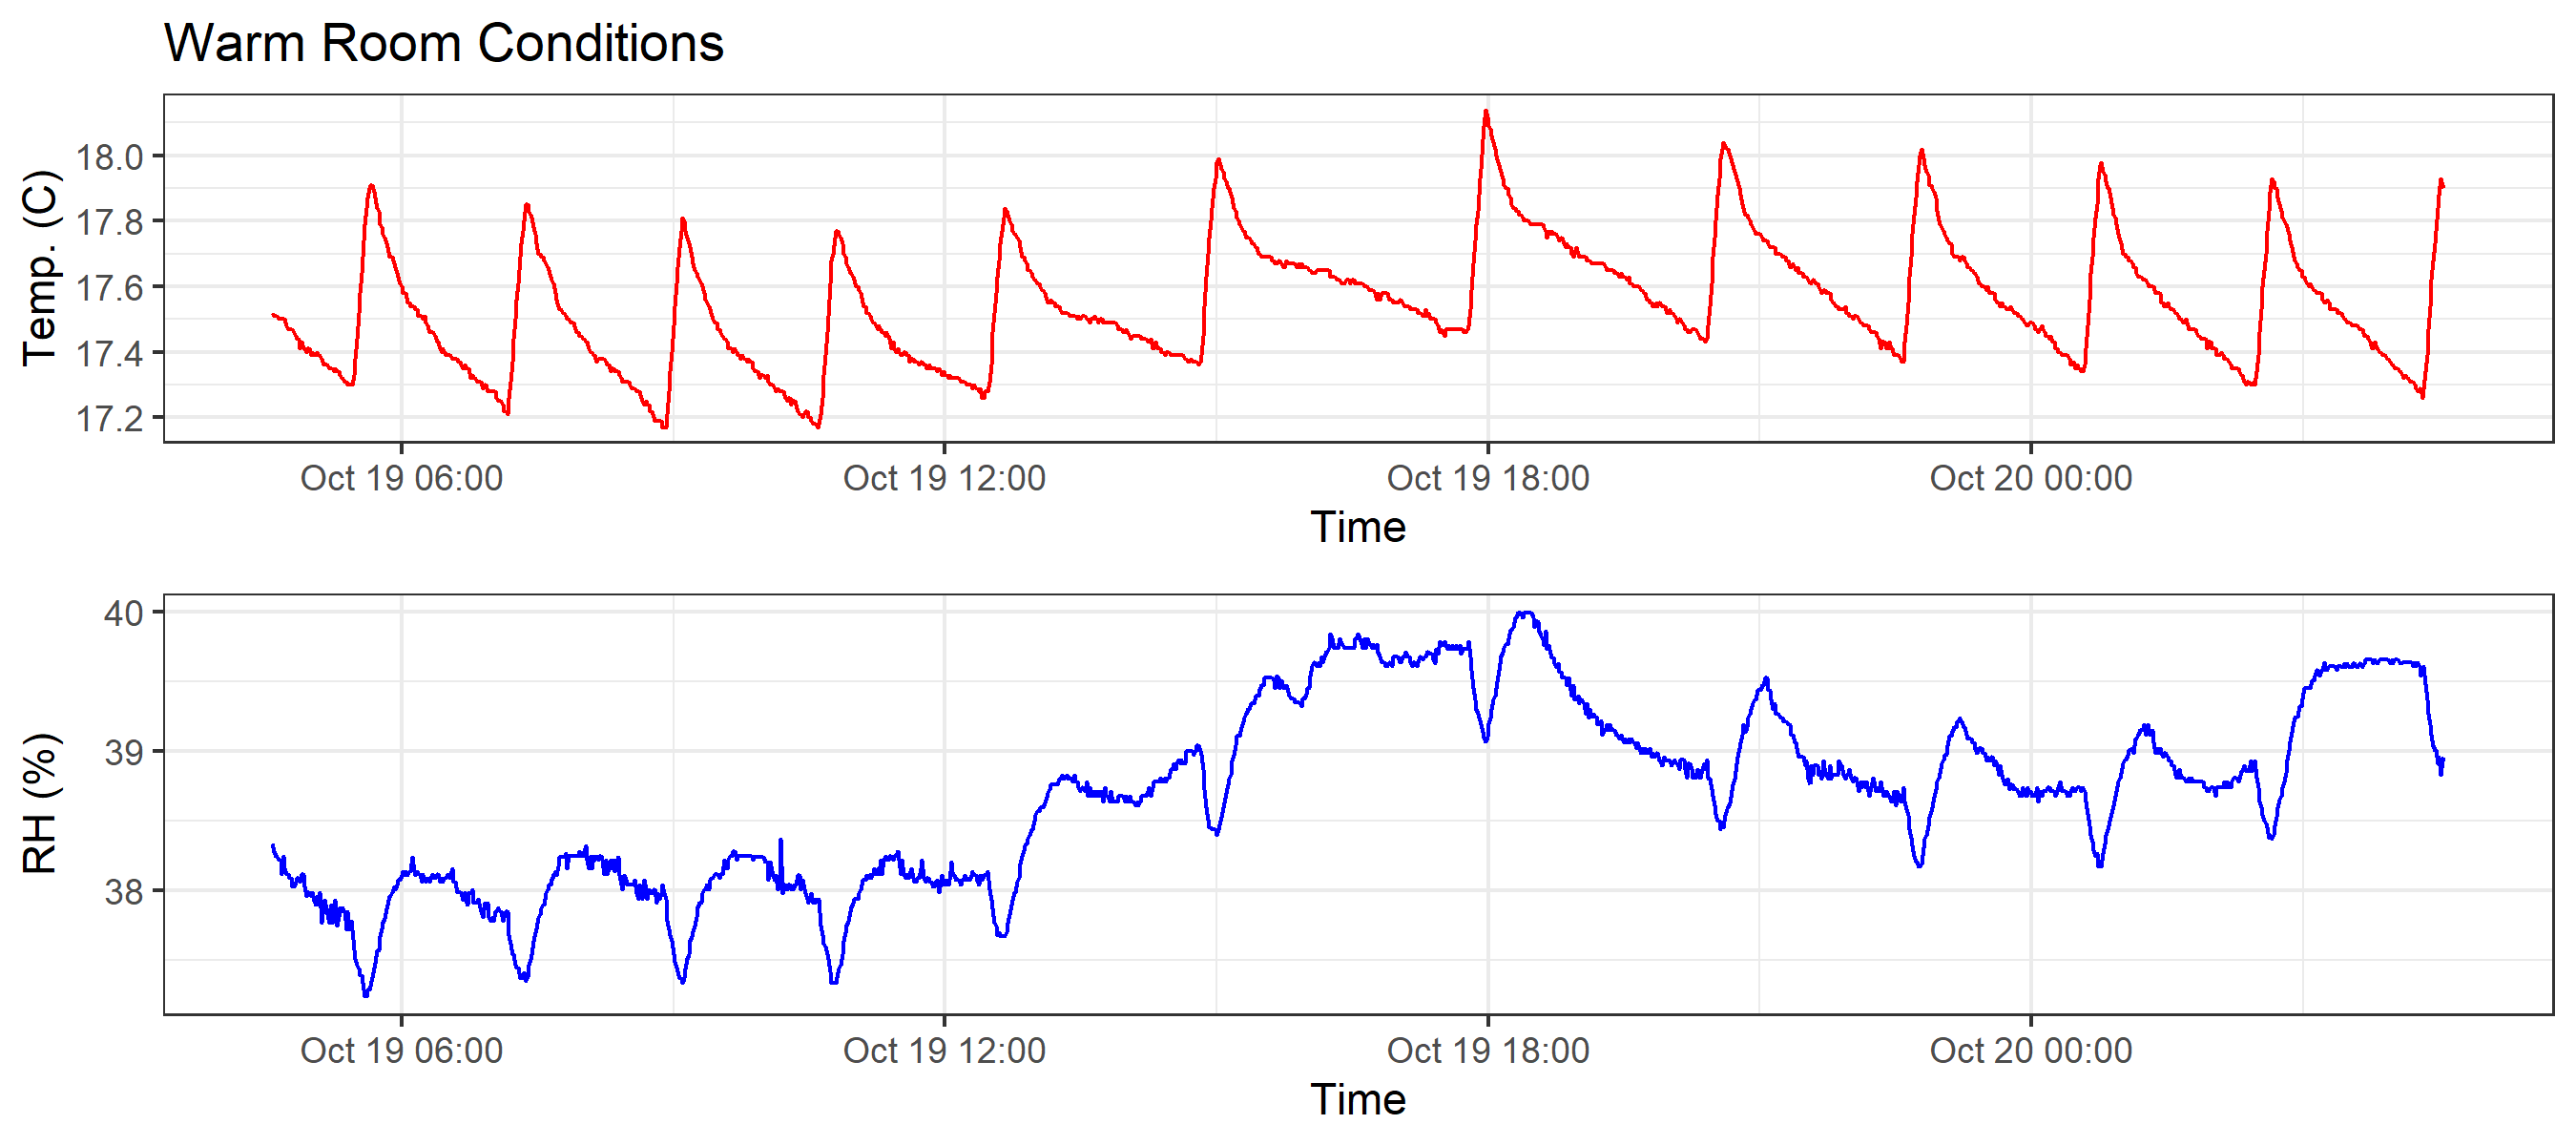 Warm Room Conditions
Temp. (C)
18.0
17.8
17.6
17.4
17.2
Oct 19 06:00 Oct 19 12:00 Oct 19 18:00 Oct 20 00:00
Time
RH (%)
40
39
38
Oct 19 06:00 Oct 19 12:00 Oct 19 18:00 Oct 20 00:00
Time